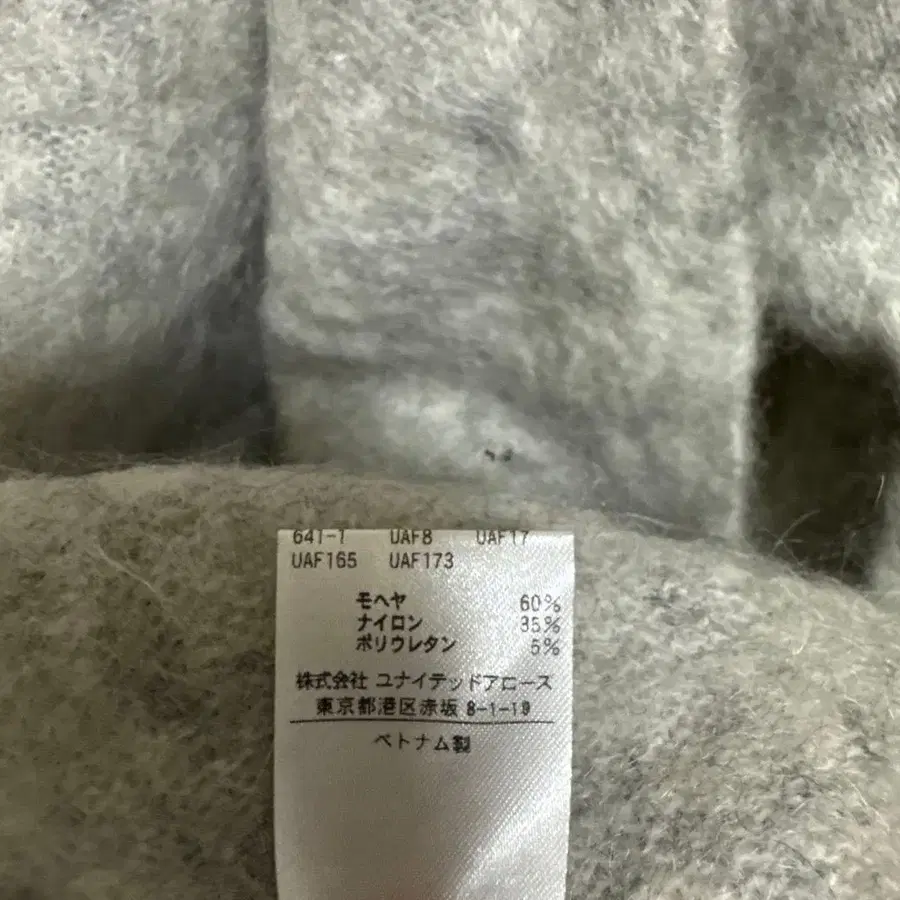 641-1 UAF8 UAF17
UAF165 UAF173
モヘヤ 60%
ナイロン 35%
ポリウレタン 5%
株式会社 ユナイテッドアローズ
東京都港区赤坂 8-1-19
ベトナム製